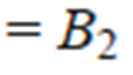 = B₂